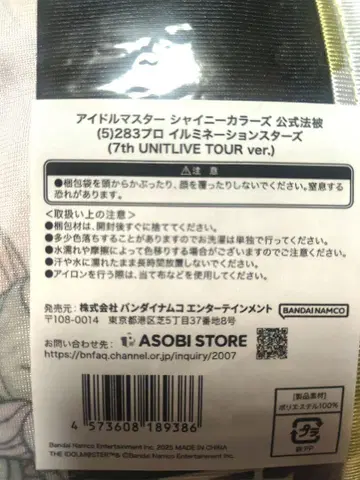 アイドルマスター シャイニーカラーズ 公式法被
(5)283プロ イルミネーションスターズ
(7th UNITLIVE TOUR ver.)
⚠注意
●梱包袋を頭からかぶったり、顔を覆ったりしないでください。窒息する
恐れがあります。
<取扱い上の注意>
●梱包材は、開封後すぐに捨ててください。
●多少色落ちすることがありますのでお洗濯は単独で行ってください。
●水濡れや摩擦によって色移りする場合がございますのでご注意ください。
●汗や水に濡れたまま長時間放置しないでください。
●アイロンを行う際は、当て布などを使用してください。
発売元: 株式会社 バンダイナムコ エンターテインメント
〒108-0014 東京都港区芝5丁目37番8号
BANDAI NAMCO
お問い合わせ先: ASOBI STORE
https://bnfaq.channel.or.jp/inquiry/2007
4 573608 189386
【製品素材】
ポリエステル100%
プラ
袋:PP
Bandai Namco Entertainment Inc. 2025 MADE IN CHINA
THE IDOLM@STER™& ©Bandai Namco Entertainment Inc.